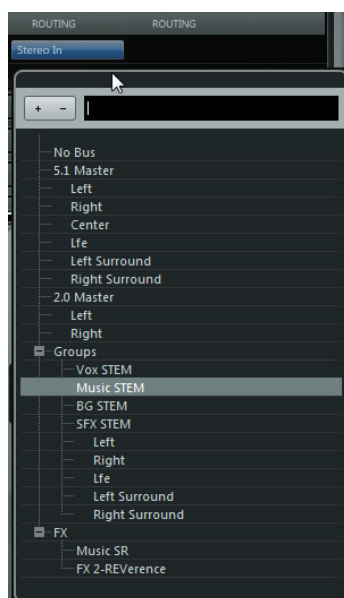 ROUTING ROUTING
Stereo In
+ -
No Bus
5.1 Master
Left
Right
Center
Lfe
Left Surround
Right Surround
2.0 Master
Left
Right
Groups
Vox STEM
Music STEM
BG STEM
SFX STEM
Left
Right
Lfe
Left Surround
Right Surround
FX
Music SR
FX 2-REVerence